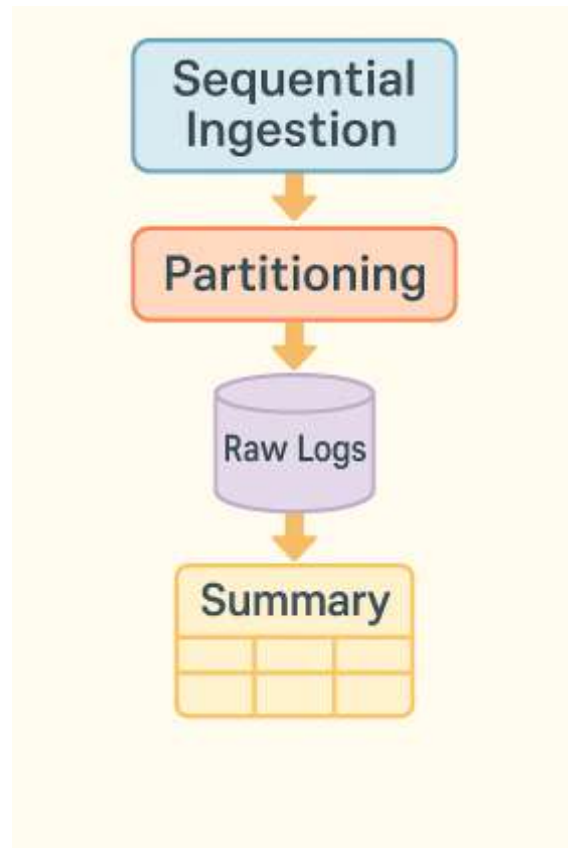 Sequential
Ingestion
Partitioning
Raw Logs
Summary